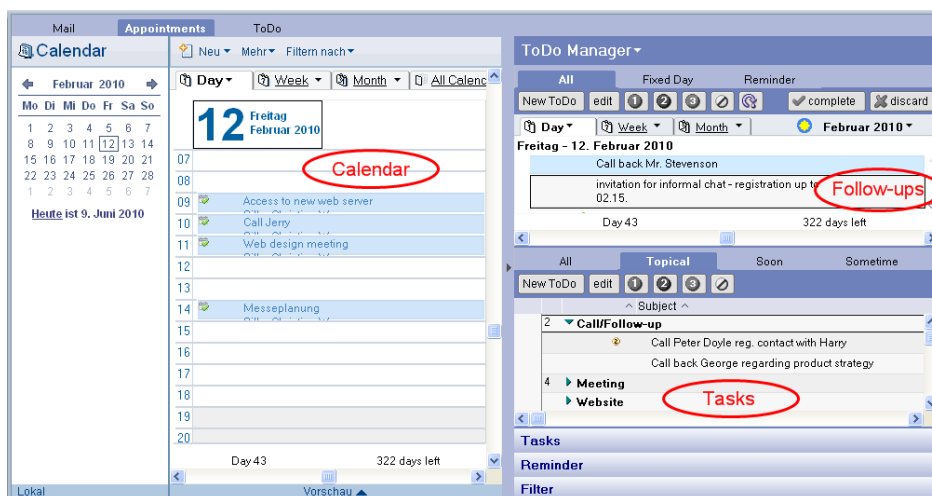 Mail Appointments ToDo
Calendar
Februar 2010
Mo Di Mi Do Fr Sa So
1 2 3 4 5 6 7
8 9 10 11 12 13 14
15 16 17 18 19 20 21
22 23 24 25 26 27 28
1 2 3 4 5 6 7
Heute ist 9. Juni 2010
Lokal
Neu Mehr Filtern nach
Day Week Month All Calenc
12 Freitag
Februar 2010
07
Calendar
08
09 Access to new web server
10 Call Jerry
11 Web design meeting
12
13
14 Messeplanung
15
16
17
18
19
20
Day 43 322 days left
Vorschau
ToDo Manager
All Fixed Day Reminder
New ToDo edit 1 2 3 complete discard
Day Week Month Februar 2010
Freitag - 12. Februar 2010
Call back Mr. Stevenson
invitation for informal chat - registration up to
02.15.
Follow-ups
Day 43 322 days left
All Topical Soon Sometime
New ToDo edit 1 2 3
^ Subject ^
2 Call/Follow-up
2 Call Peter Doyle reg. contact with Harry
Call back George regarding product strategy
4 Meeting
Website
Tasks
Tasks
Reminder
Filter